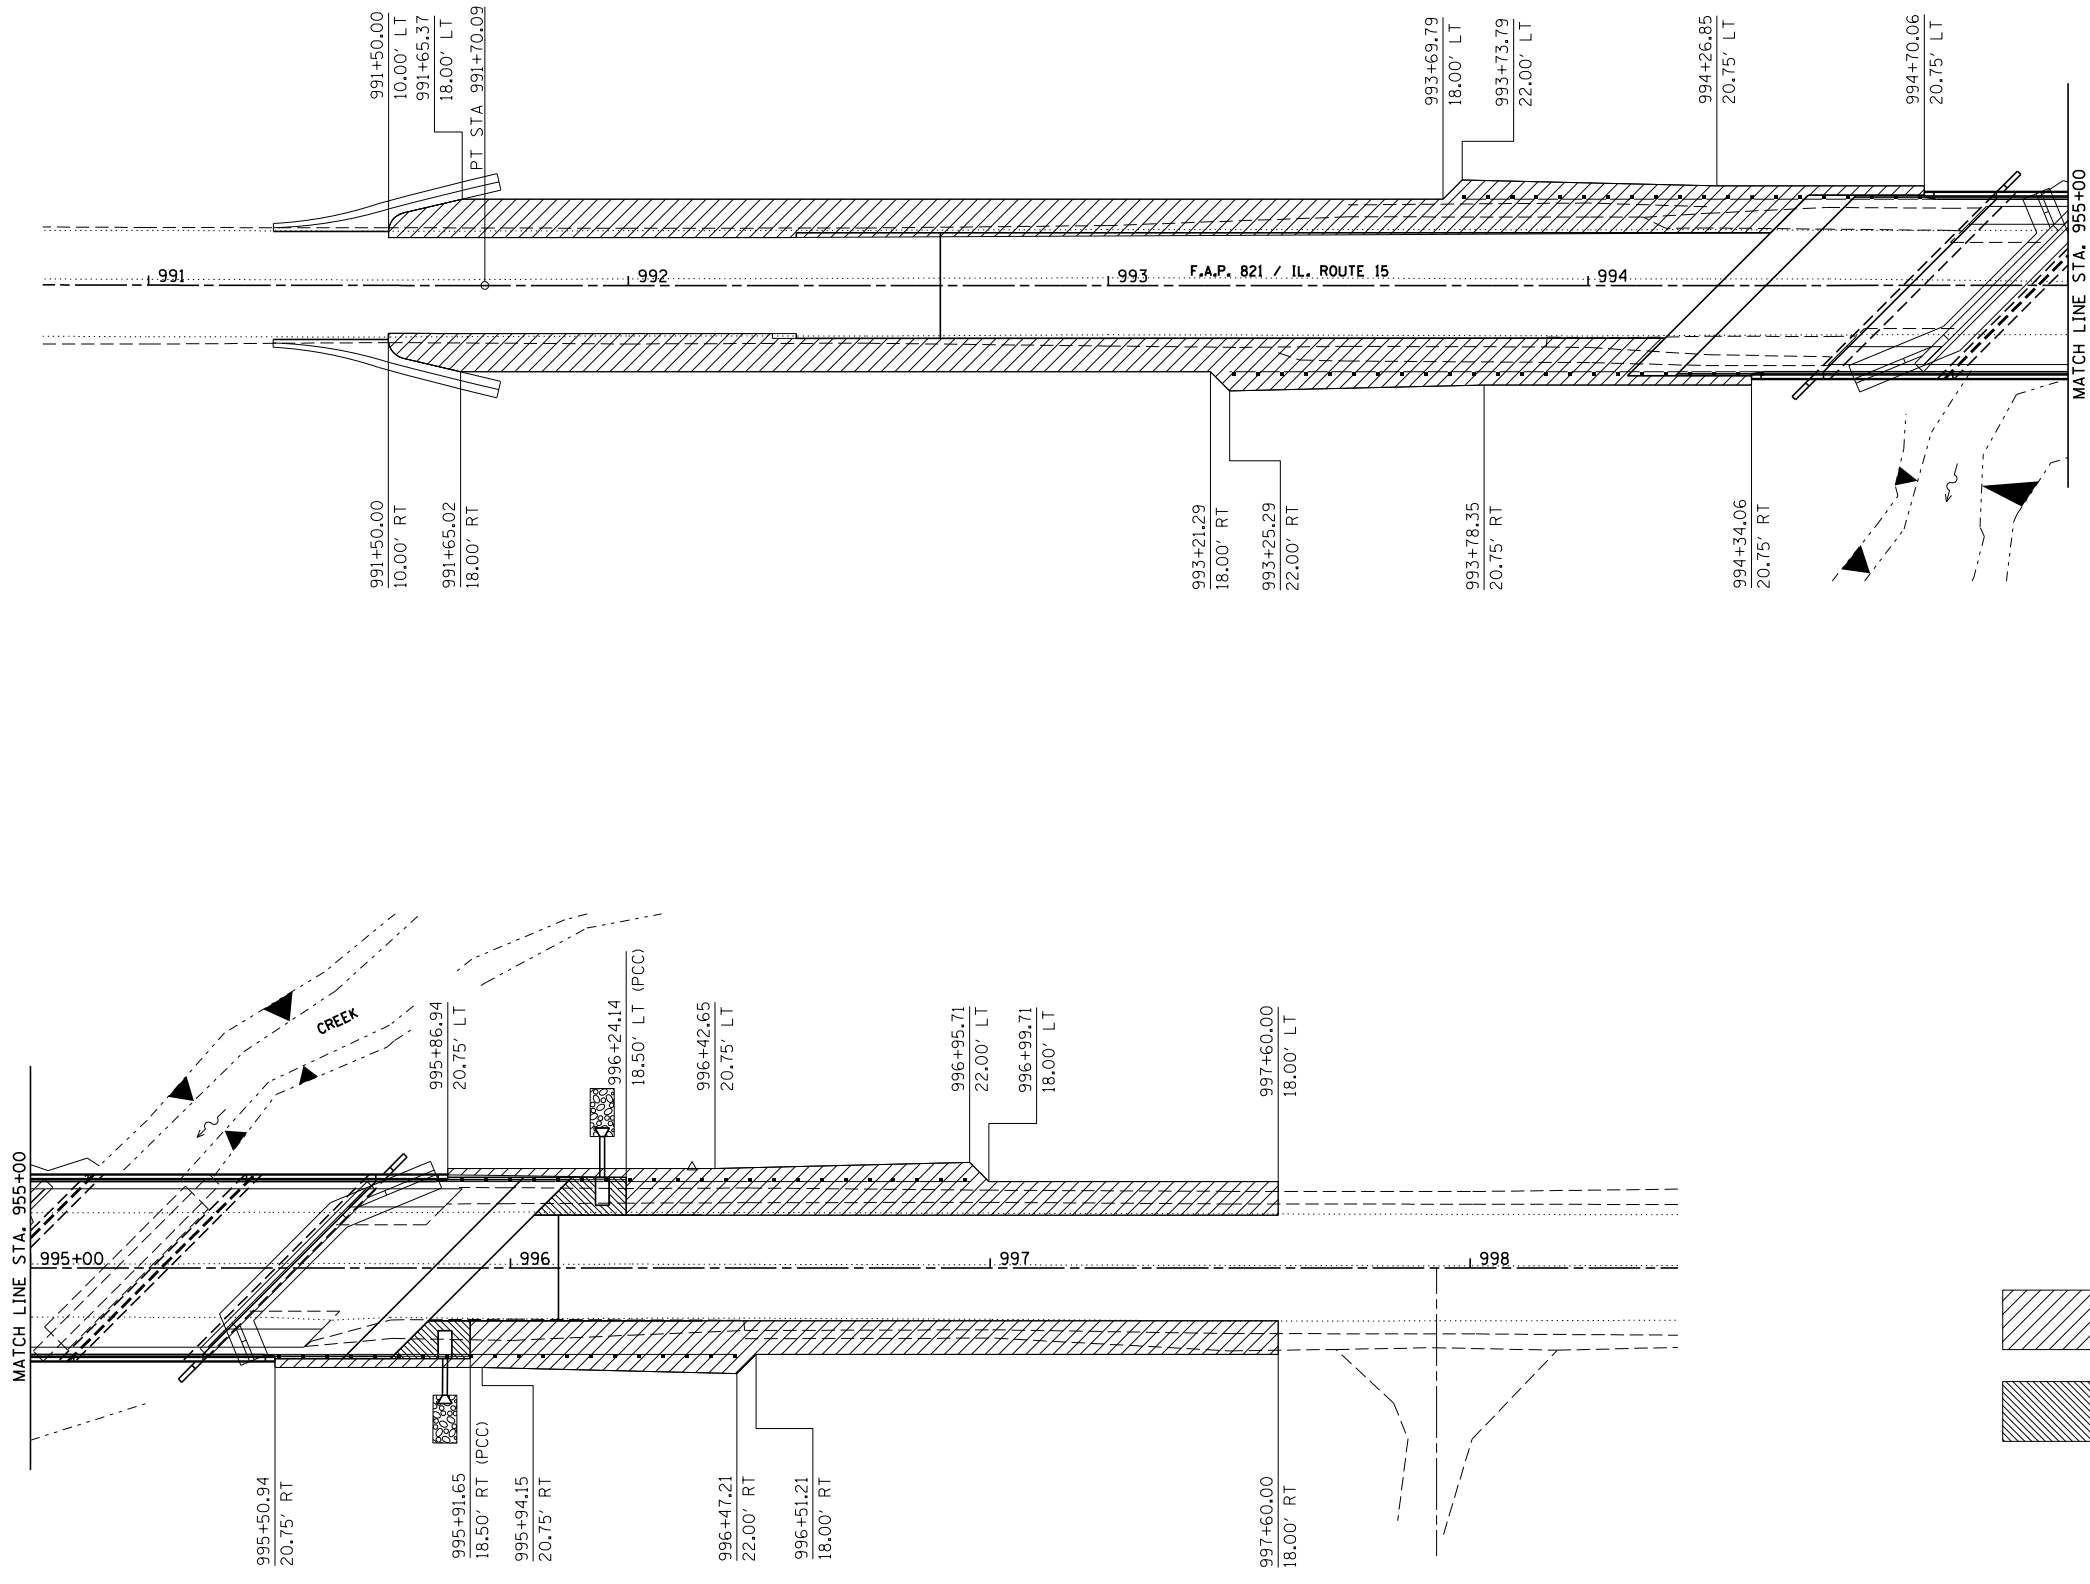 991+50.00
10.00' LT
991+65.37
18.00' LT
PT STA 991+70.09
993+69.79
18.00' LT
993+73.79
22.00' LT
994+26.85
20.75' LT
994+70.06
20.75' LT
991
992
993
F.A.P. 821 / IL. ROUTE 15
994
MATCH LINE STA. 955+00
991+50.00
10.00' RT
991+65.02
18.00' RT
993+21.29
18.00' RT
993+25.29
22.00' RT
993+78.35
20.75' RT
994+34.06
20.75' RT
CREEK
995+86.94
20.75' LT
996+24.14
18.50' LT (PCC)
996+42.65
20.75' LT
996+95.71
22.00' LT
996+99.71
18.00' LT
997+60.00
18.00' LT
MATCH LINE STA. 955+00
995+00
996
997
998
995+50.94
20.75' RT
995+91.65
18.50' RT (PCC)
995+94.15
20.75' RT
996+47.21
22.00' RT
996+51.21
18.00' RT
997+60.00
18.00' RT